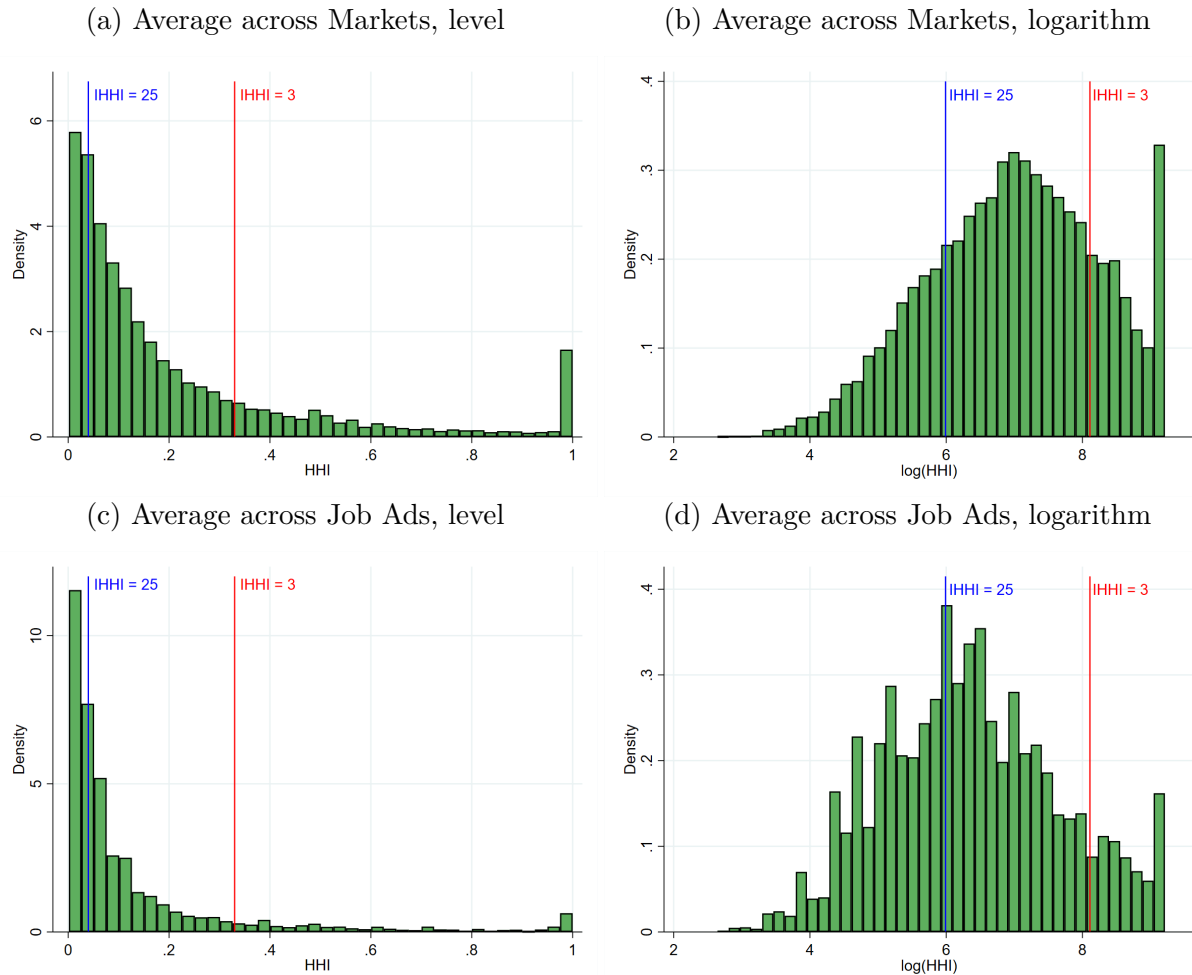 (a) Average across Markets, level
(b) Average across Markets, logarithm
IHHI = 25
IHHI = 3
Density
0
2
4
6
0
.2
.4
.6
.8
1
HHI
IHHI = 25
IHHI = 3
Density
0
.1
.2
.3
.4
2
4
6
8
log(HHI)
(c) Average across Job Ads, level
(d) Average across Job Ads, logarithm
IHHI = 25
IHHI = 3
Density
0
5
10
0
.2
.4
.6
.8
1
HHI
IHHI = 25
IHHI = 3
Density
0
.1
.2
.3
.4
2
4
6
8
log(HHI)